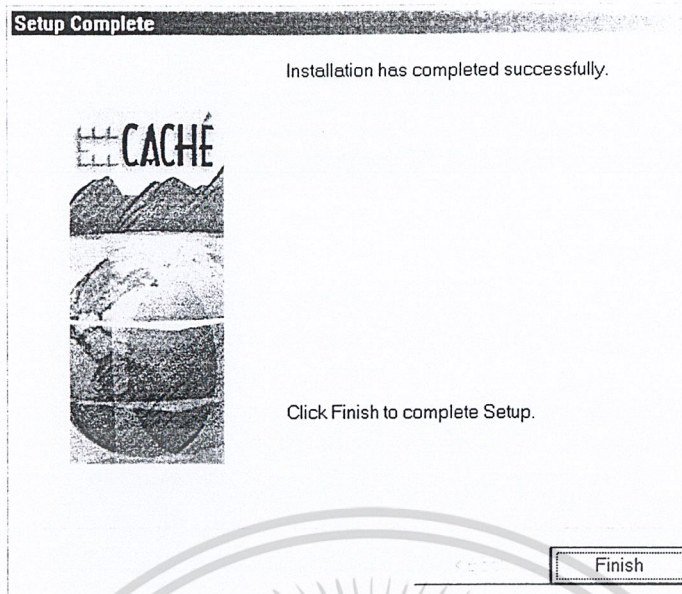 Setup Complete
Installation has completed successfully.
CACHÉ
Click Finish to complete Setup.
Finish